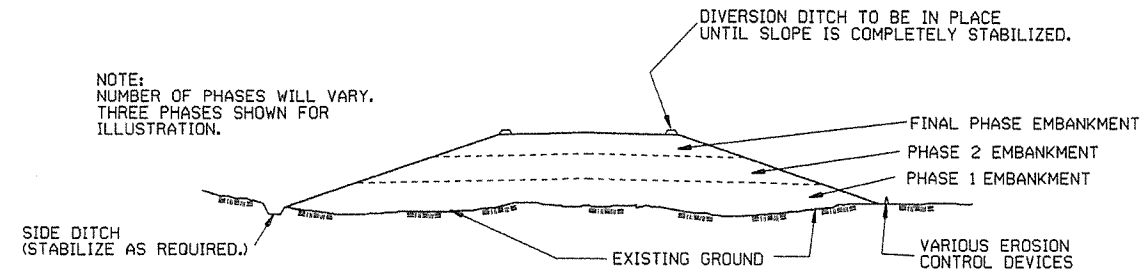 DIVERSION DITCH TO BE IN PLACE
UNTIL SLOPE IS COMPLETELY STABILIZED.
NOTE:
NUMBER OF PHASES WILL VARY.
THREE PHASES SHOWN FOR
ILLUSTRATION.
FINAL PHASE EMBANKMENT
PHASE 2 EMBANKMENT
PHASE 1 EMBANKMENT
SIDE DITCH
(STABILIZE AS REQUIRED.)
EXISTING GROUND
VARIOUS EROSION
CONTROL DEVICES